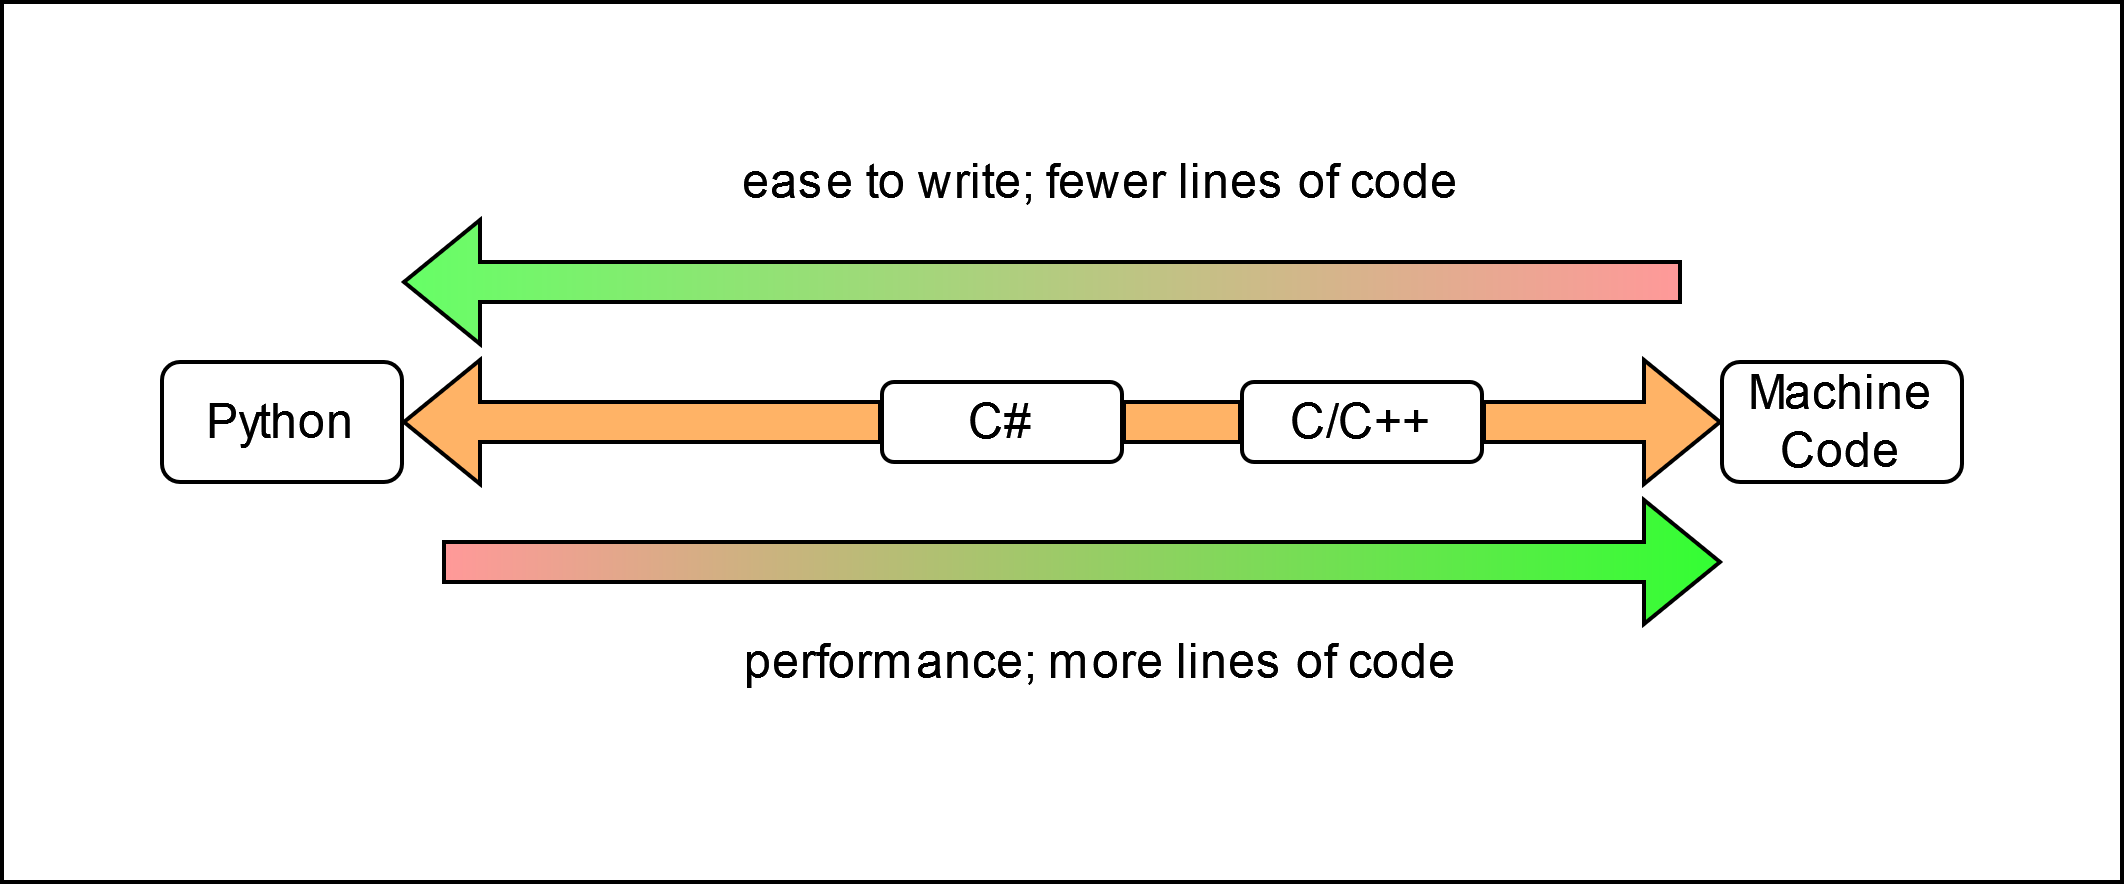 ease to write; fewer lines of code
Python
C#
C/C++
Machine
Code
performance; more lines of code